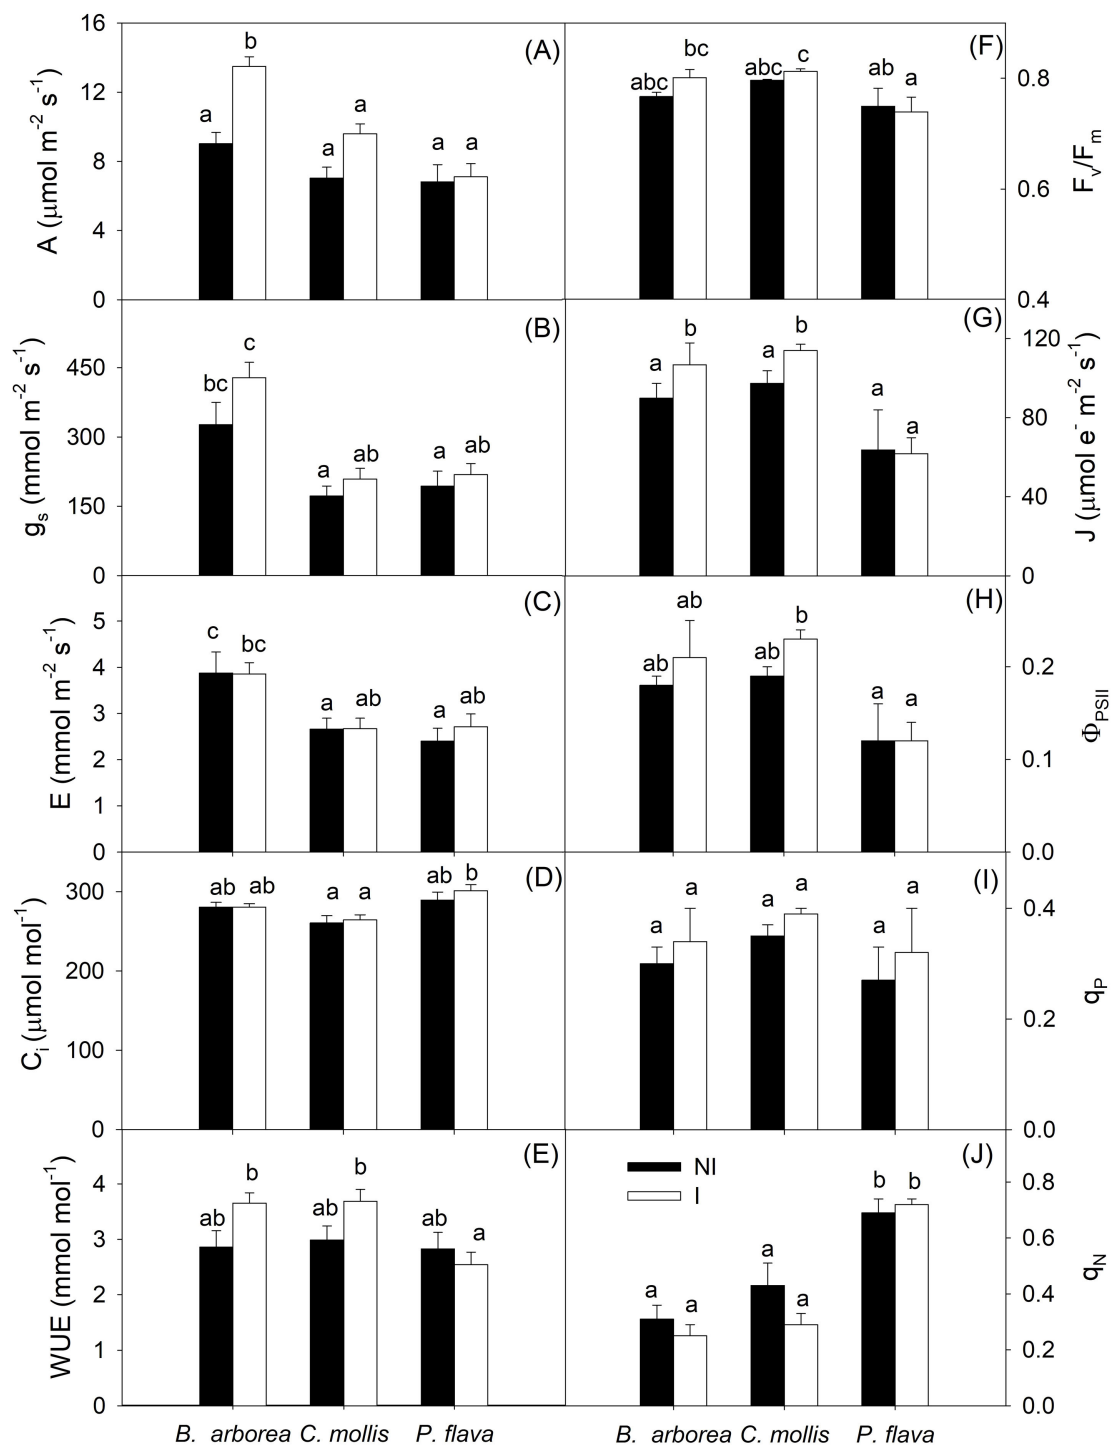 A (μmol m⁻² s⁻¹)
16
12
8
4
0
(A)
a b a a a a
(F)
abc bc abc c ab a
0.8
0.6
0.4
Fᵥ/Fₘ
gₛ (mmol m⁻² s⁻¹)
450
300
150
0
(B)
bc c a ab a ab
(G)
a b a b a a
120
80
40
0
J (μmol e⁻ m⁻² s⁻¹)
E (mmol m⁻² s⁻¹)
5
4
3
2
1
0
(C)
c bc a ab a ab
(H)
ab ab ab b a a
0.2
0.1
0.0
Φ_PSII
Cᵢ (μmol mol⁻¹)
300
200
100
0
(D)
ab ab a a ab b
(I)
a a a a a a
0.4
0.2
0.0
q_P
WUE (mmol mol⁻¹)
4
3
2
1
0
(E)
ab b ab b ab a
(J)
NI
I
a a a a b b
0.8
0.6
0.4
0.2
0.0
q_N
B. arborea C. mollis P. flava
B. arborea C. mollis P. flava